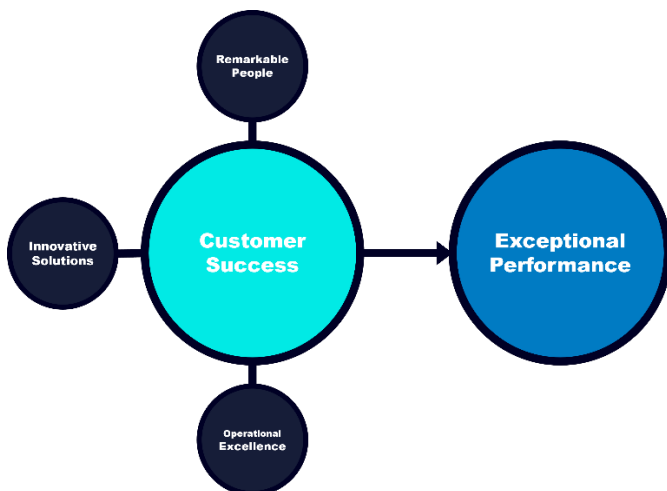 Remarkable
People
Innovative
Solutions
Customer
Success
Exceptional
Performance
Operational
Excellence